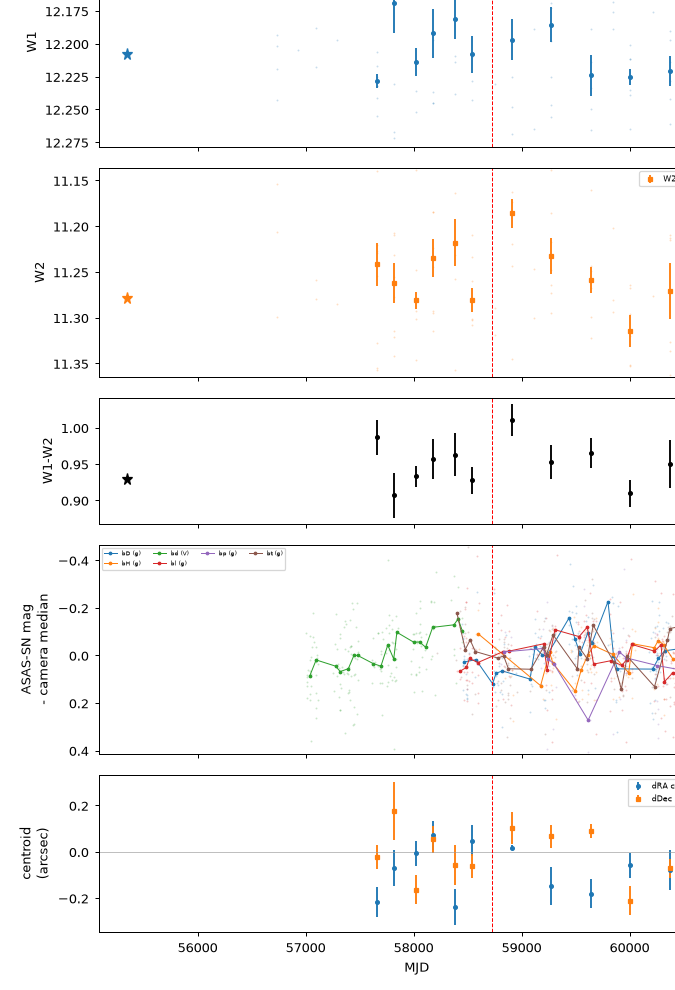 12.175
12.200
12.225
12.250
12.275
W1
11.15
11.20
11.25
11.30
11.35
W2
W2
1.00
0.95
0.90
W1-W2
−0.4
−0.2
0.0
0.2
0.4
ASAS-SN mag
- camera median
bD (g)
bH (g)
bd (V)
bl (g)
bp (g)
bt (g)
0.2
0.0
−0.2
centroid
(arcsec)
dRA c
dDec
56000
57000
58000
59000
60000
MJD